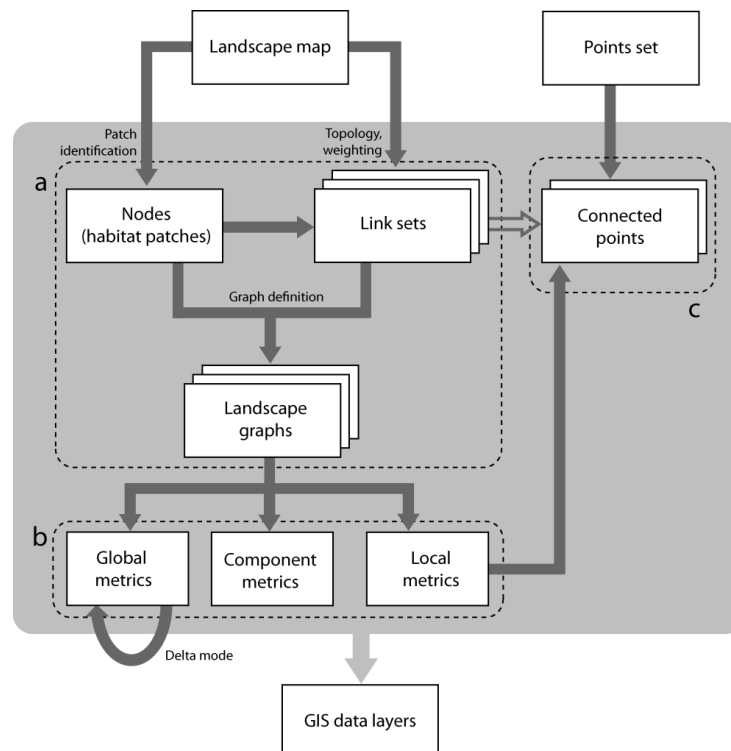 Landscape map
Points set
Patch
identification
Topology,
weighting
a
Nodes
(habitat patches)
Link sets
Connected
points
c
Graph definition
Landscape
graphs
b
Global
metrics
Component
metrics
Local
metrics
Delta mode
GIS data layers